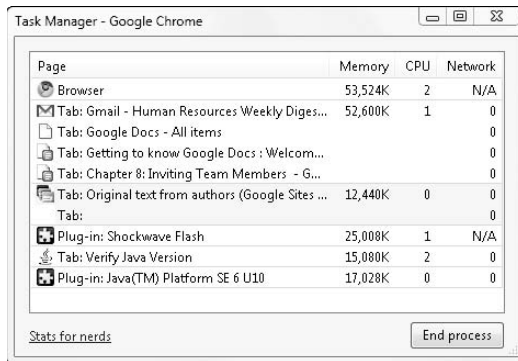 Task Manager - Google Chrome
Page Memory CPU Network
Browser 53,524K 2 N/A
Tab: Gmail - Human Resources Weekly Diges... 52,600K 1 0
Tab: Google Docs - All items 0
Tab: Getting to know Google Docs : Welcom... 0
Tab: Chapter 8: Inviting Team Members - G... 0
Tab: Original text from authors (Google Sites ... 12,440K 0 0
Tab: 0
Plug-in: Shockwave Flash 25,008K 1 N/A
Tab: Verify Java Version 15,080K 2 0
Plug-in: Java(TM) Platform SE 6 U10 17,028K 0 0
Stats for nerds End process